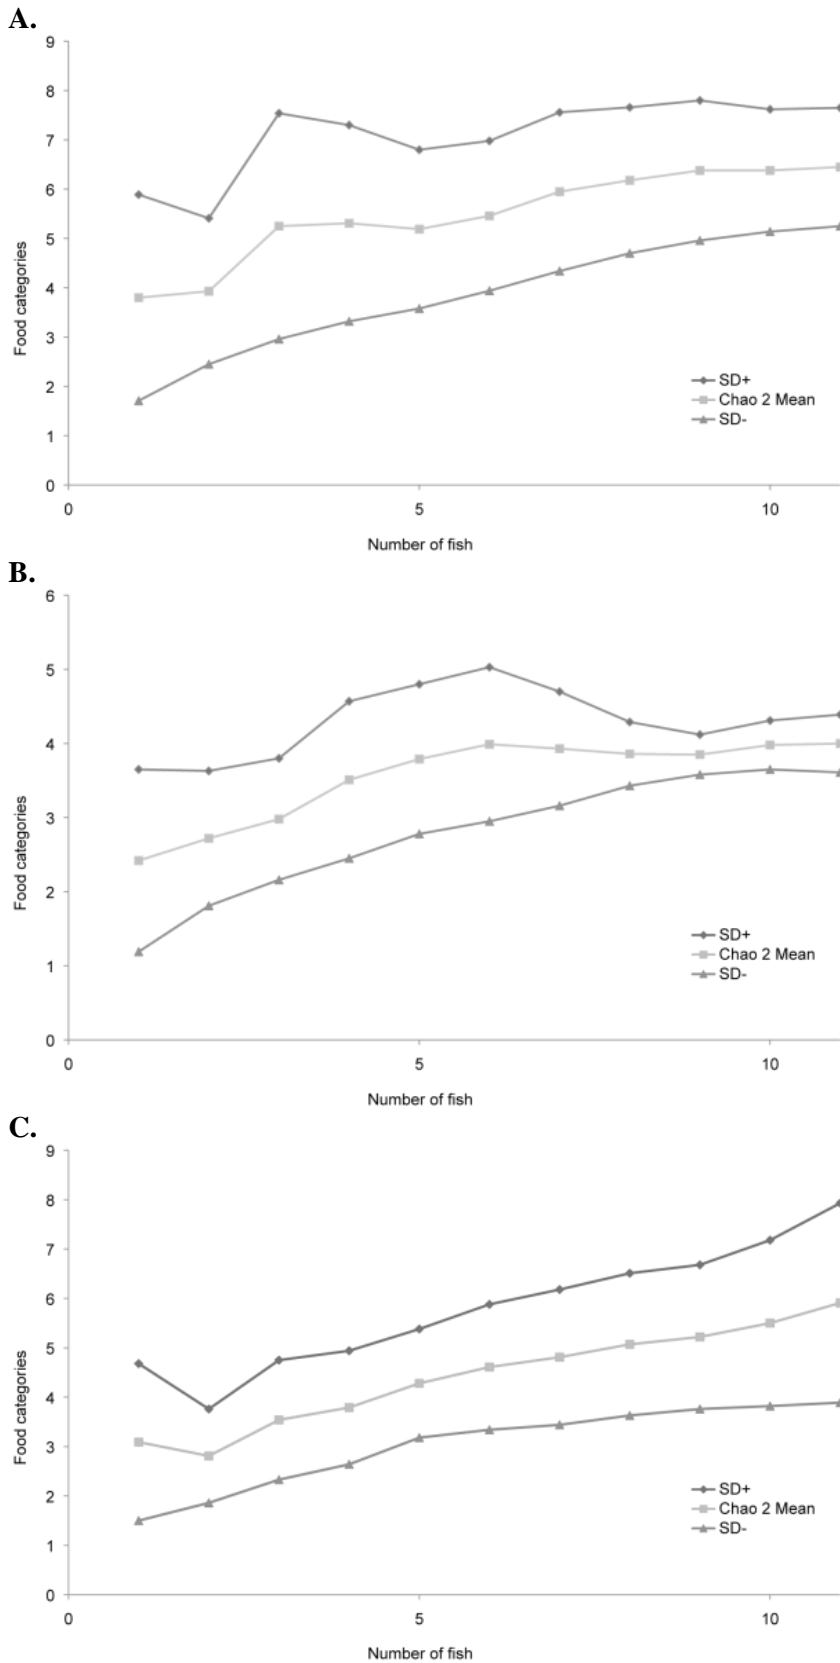 A.
9
8
7
6
5
4
3
2
1
0
Food categories
SD+
Chao 2 Mean
SD-
0 5 10
Number of fish
B.
6
5
4
3
2
1
0
Food categories
SD+
Chao 2 Mean
SD-
0 5 10
Number of fish
C.
9
8
7
6
5
4
3
2
1
0
Food categories
SD+
Chao 2 Mean
SD-
0 5 10
Number of fish